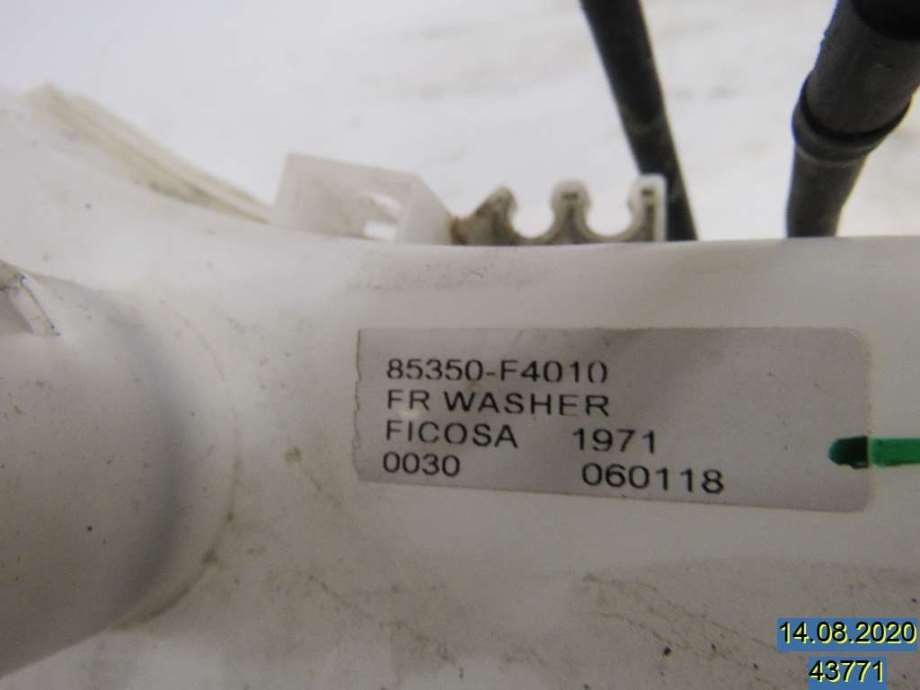 85350-F4010
FR WASHER
FICOSA 1971
0030 060118
14.08.2020
43771